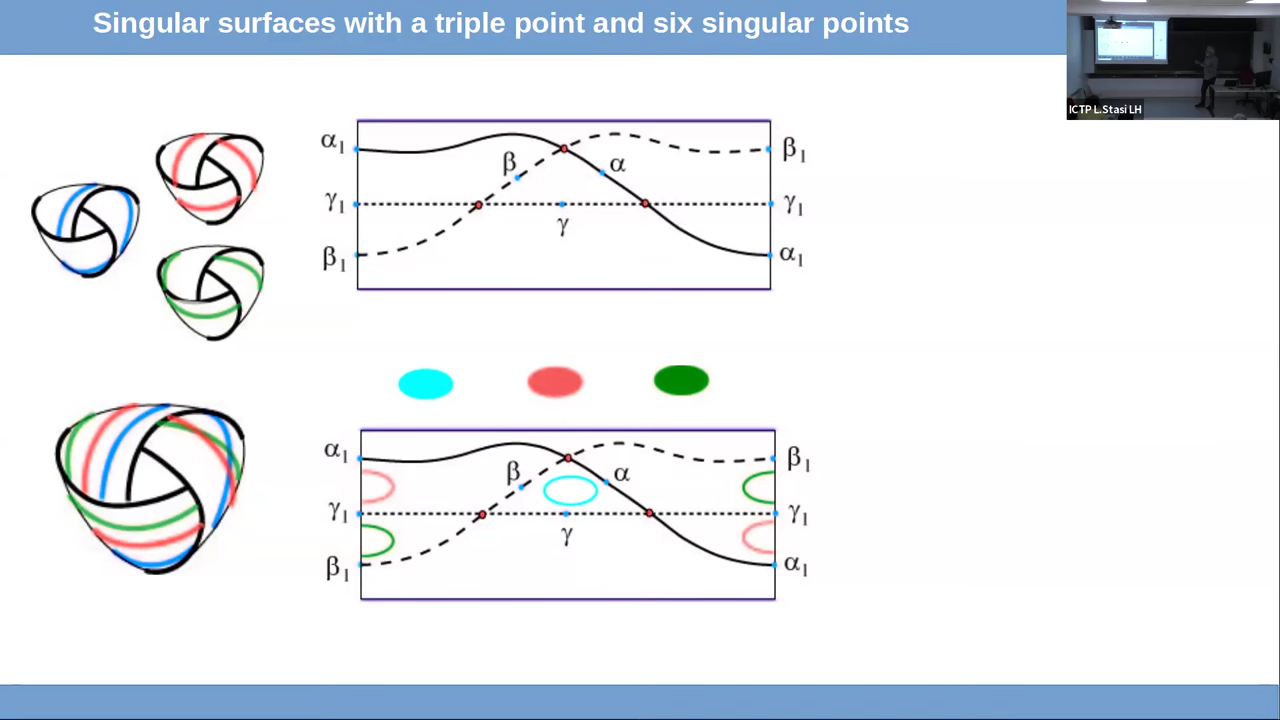 Singular surfaces with a triple point and six singular points
ICTP L.Stasi LH
α1
β
α
β1
γ1
γ
γ1
β1
α1
α1
β
α
β1
γ1
γ
γ1
β1
α1